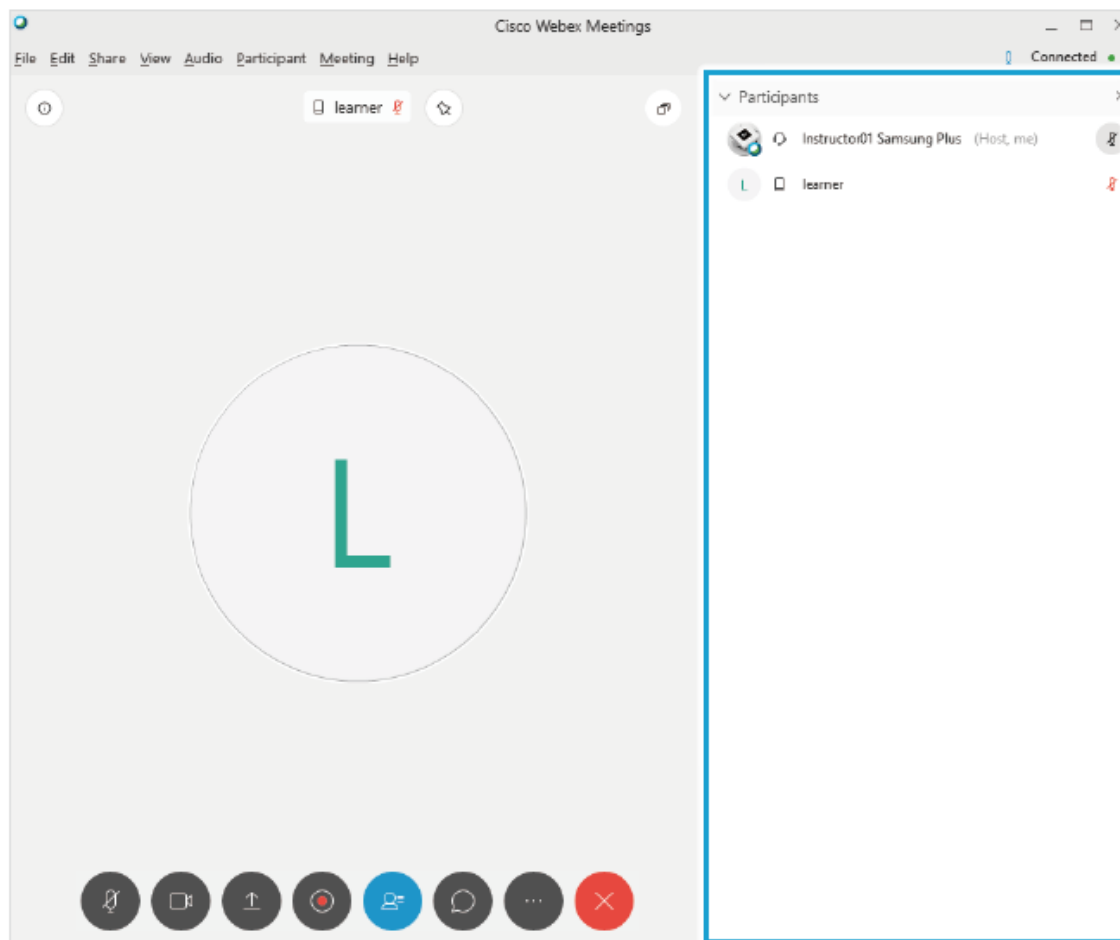 Cisco Webex Meetings
File Edit Share View Audio Participant Meeting Help
Connected
learner
Participants
Instructor01 Samsung Plus (Host, me)
L learner
L